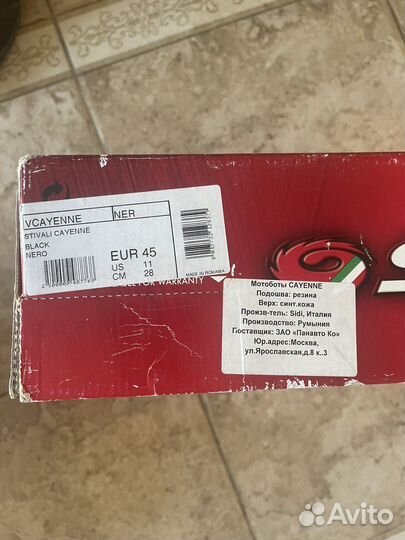 VCAYENNE NER
STIVALI CAYENNE
BLACK
NERO
EUR 45
US 11
CM 28
MADE IN ROMANIA
FOR WARRANTY
S
Мотоботы CAYENNE
Подошва: резина
Верх: синт.кожа
Произв-тель: Sidi, Италия
Производство: Румыния
Поставщик: ЗАО «Панавто Ко»
Юр.адрес:Москва,
ул.Ярославская,д.8 к..3
Avito